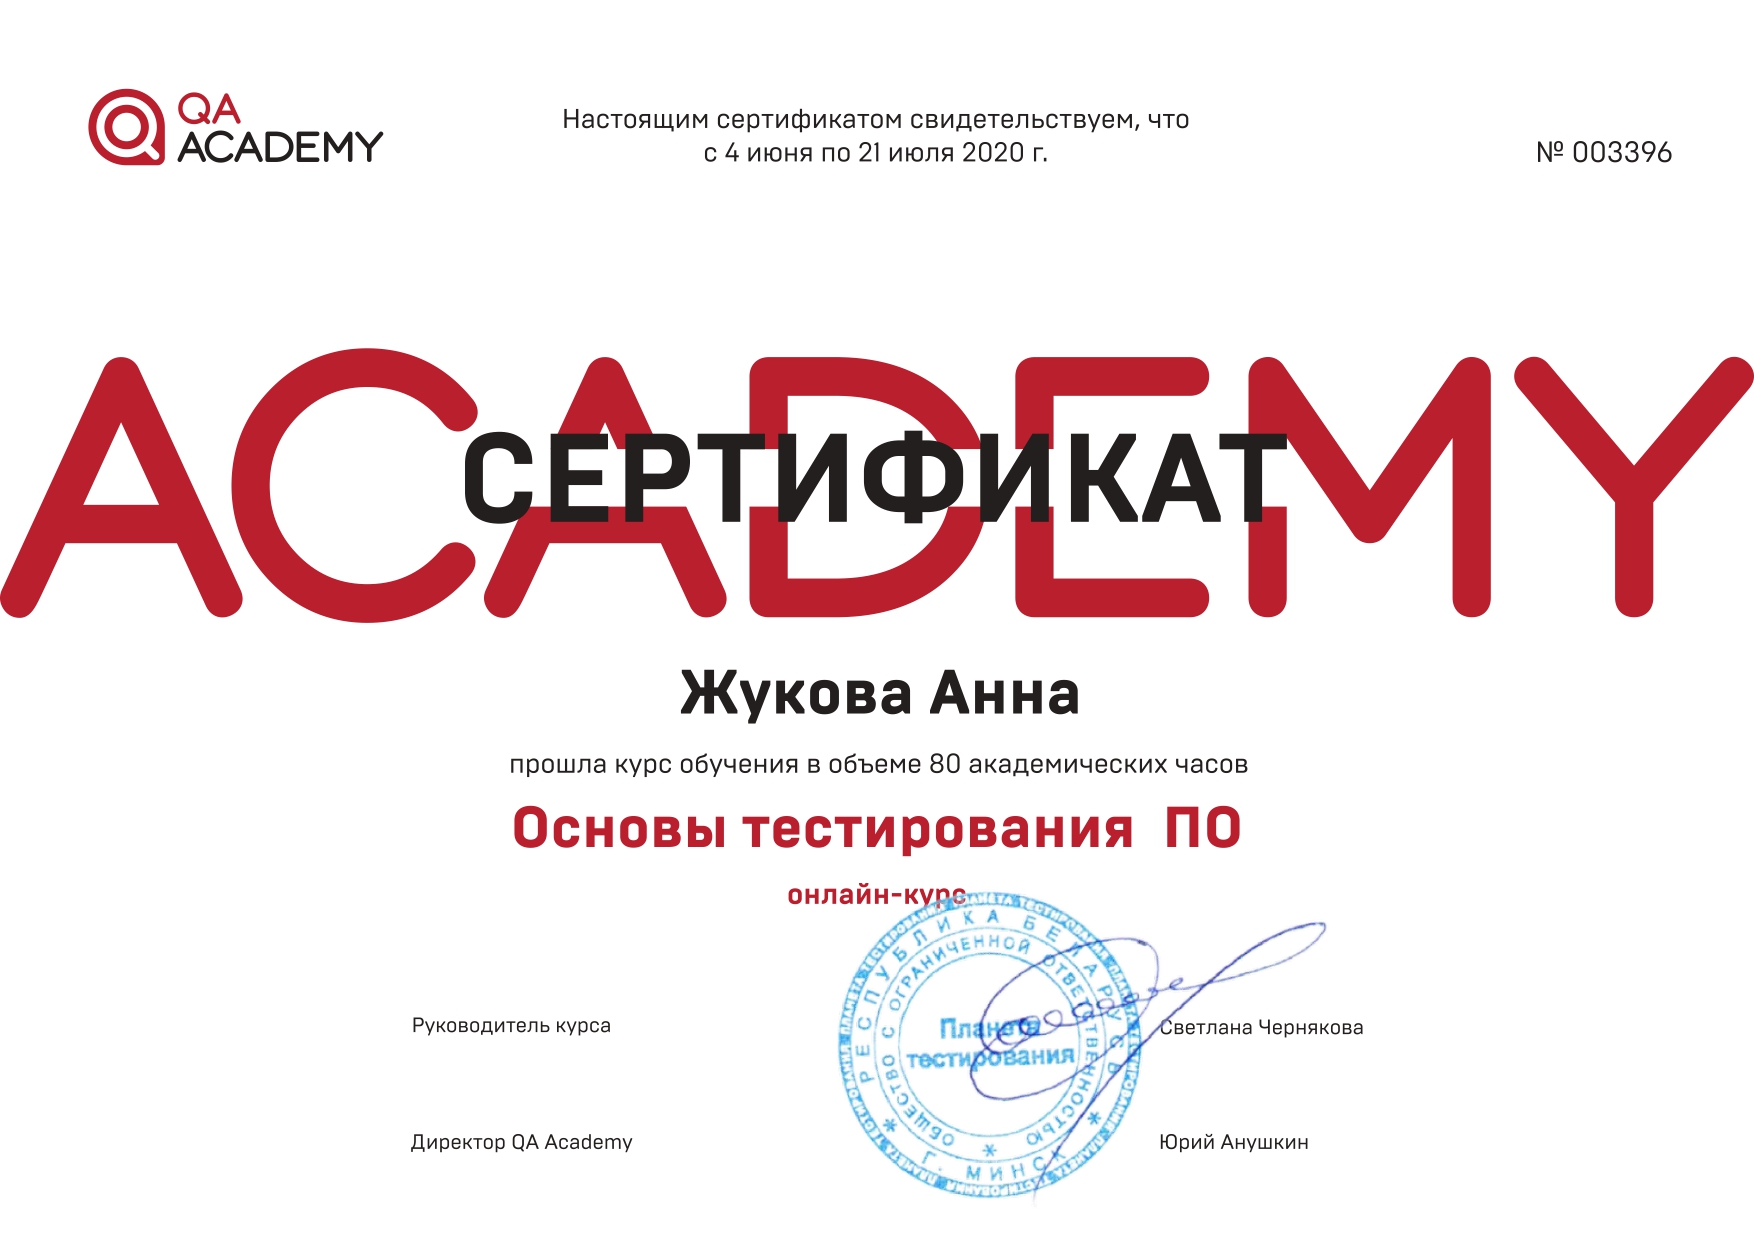 QA
ACADEMY
Настоящим сертификатом свидетельствуем, что
с 4 июня по 21 июля 2020 г.
№ 003396
ACADEMY
СЕРТИФИКАТ
Жукова Анна
прошла курс обучения в объеме 80 академических часов
Основы тестирования ПО
онлайн-курс
Руководитель курса
Светлана Чернякова
Директор QA Academy
Юрий Анушкин
РЕСПУБЛИКА БЕЛАРУСЬ
ОБЩЕСТВО С ОГРАНИЧЕННОЙ ОТВЕТСТВЕННОСТЬЮ
Планета
тестирования
Г. МИНСК